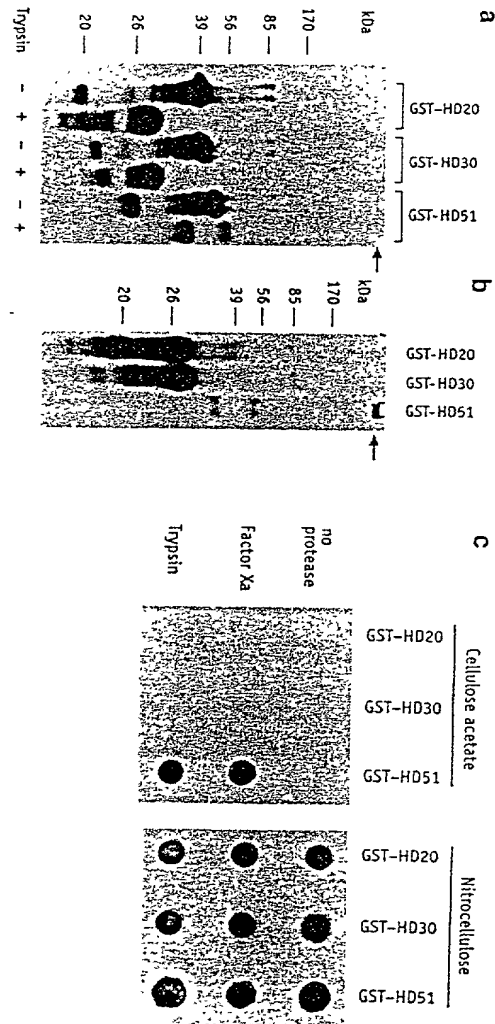 a
kDa
170
85
56
39
26
20
Trypsin
- + - + - +
GST-HD20
GST-HD30
GST-HD51
b
kDa
170
85
56
39
26
20
GST-HD20
GST-HD30
GST-HD51
c
Cellulose acetate
GST-HD20
GST-HD30
GST-HD51
Nitrocellulose
GST-HD20
GST-HD30
GST-HD51
no
protease
Factor Xa
Trypsin